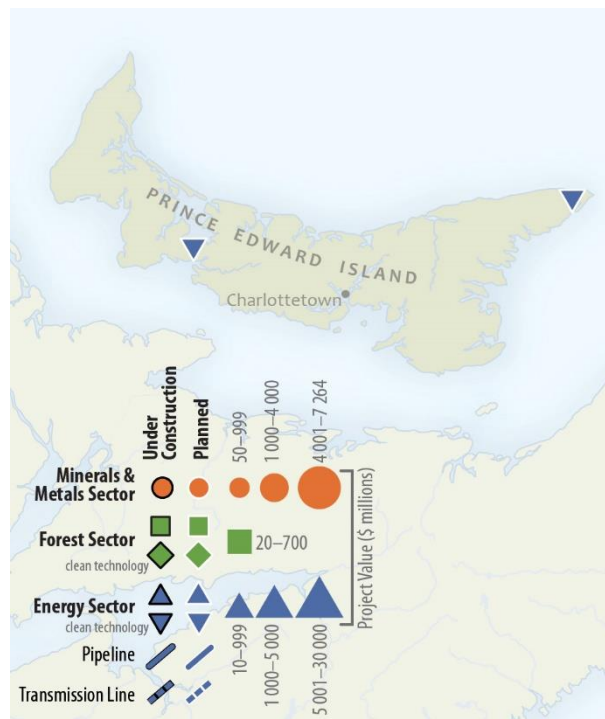 PRINCE EDWARD ISLAND
Charlottetown
Under
Construction
Planned
50–999
1 000–4 000
4 001–7 264
Minerals &
Metals Sector
Forest Sector
clean technology
20–700
Energy Sector
clean technology
10–999
1 000–5 000
5 001–30 000
Project Value ($ millions)
Pipeline
Transmission Line